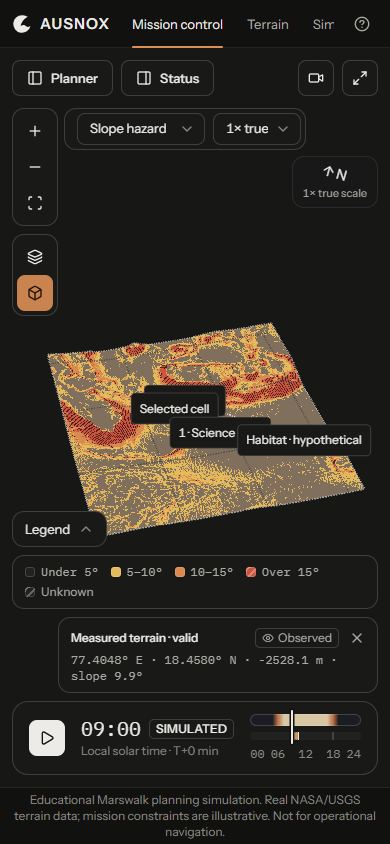 AUSNOX Mission control Terrain Sim
Planner Status
Slope hazard 1× true
N
1× true scale
Selected cell
1·Science
Habitat·hypothetical
Legend
Under 5° 5–10° 10–15° Over 15°
Unknown
Measured terrain·valid Observed
77.4048° E · 18.4580° N · -2528.1 m ·
slope 9.9°
09:00 SIMULATED
Local solar time·T+0 min
00 06 12 18 24
Educational Marswalk planning simulation. Real NASA/USGS
terrain data; mission constraints are illustrative. Not for operational
navigation.